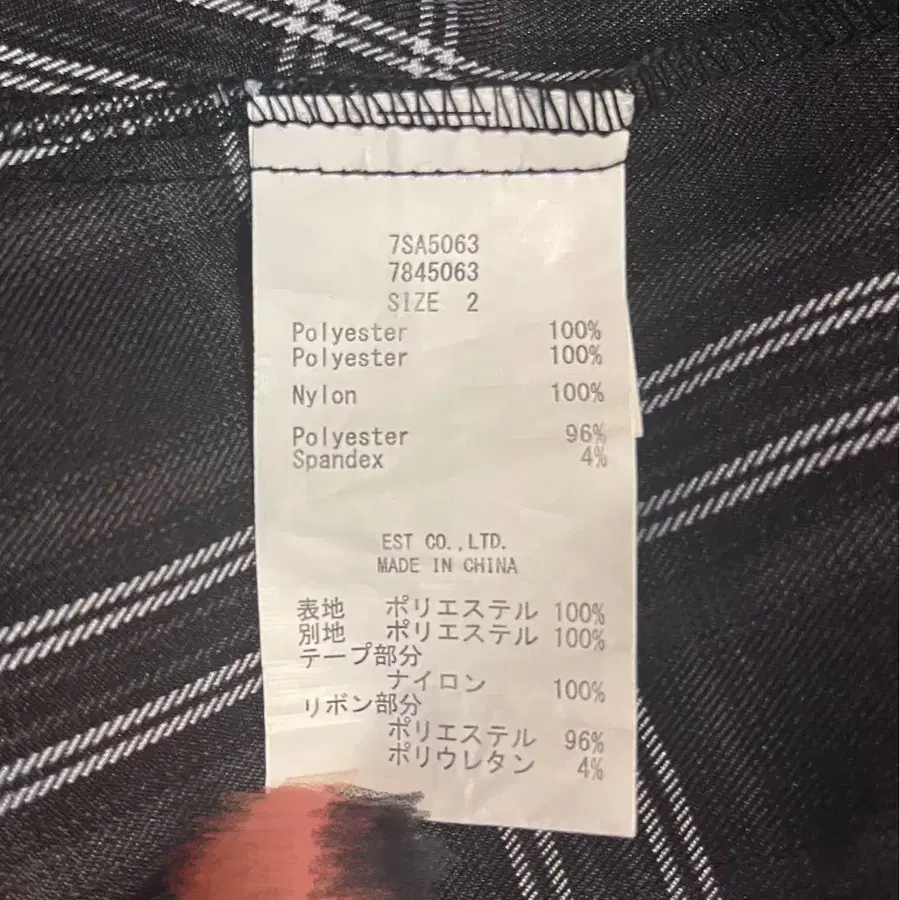 7SA5063
7845063
SIZE 2
Polyester 100%
Polyester 100%
Nylon 100%
Polyester 96%
Spandex 4%
EST CO.,LTD.
MADE IN CHINA
表地 ポリエステル 100%
別地 ポリエステル 100%
テープ部分
ナイロン 100%
リボン部分
ポリエステル 96%
ポリウレタン 4%